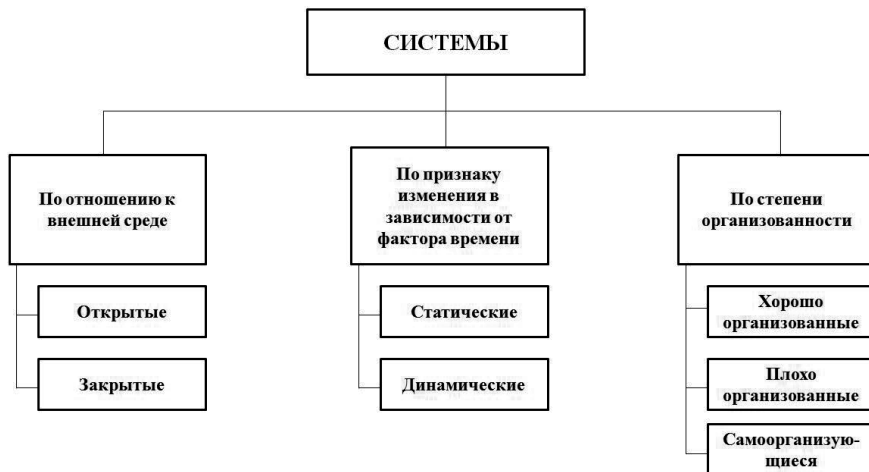 СИСТЕМЫ
По отношению к
внешней среде
Открытые
Закрытые
По признаку
изменения в
зависимости от
фактора времени
Статические
Динамические
По степени
организованности
Хорошо
организованные
Плохо
организованные
Самоорганизую-
щиеся